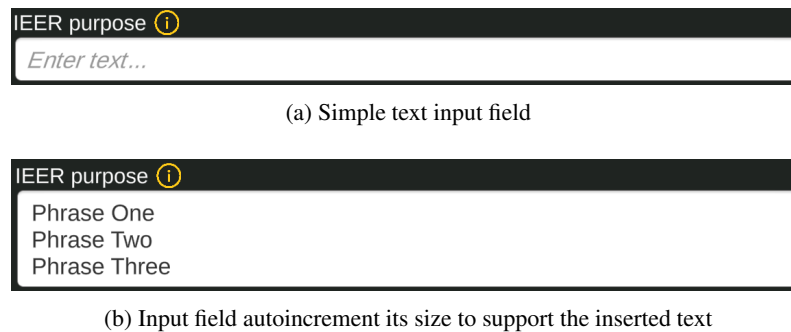 IEER purpose i
Enter text...
(a) Simple text input field
IEER purpose i
Phrase One
Phrase Two
Phrase Three
(b) Input field autoincrement its size to support the inserted text